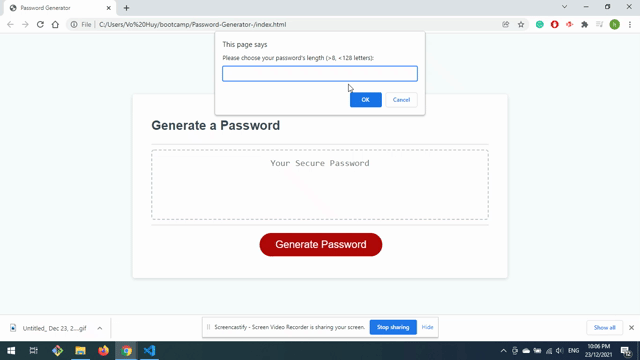 Password Generator
File | C:/Users/Vo%20Huy/bootcamp/Password-Generator-/index.html
This page says
Please choose your password's length (>8, <128 letters):
OK
Cancel
Generate a Password
Your Secure Password
Generate Password
Untitled_ Dec 23, 2....gif
Screencastify - Screen Video Recorder is sharing your screen.
Stop sharing
Hide
Show all
ENG
10:06 PM
23/12/2021